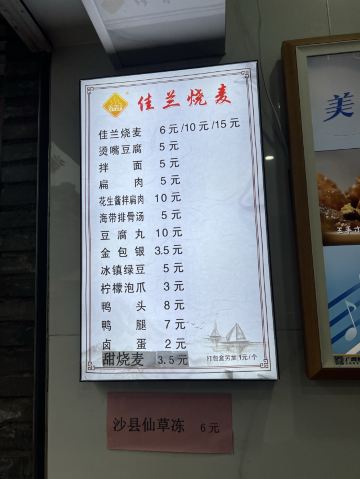 佳兰烧麦
佳兰烧麦 6元/10元/15元
烫嘴豆腐 5元
拌面 5元
扁肉 5元
花生酱拌扁肉 10元
海带排骨汤 5元
豆腐丸 10元
金包银 3.5元
冰镇绿豆 5元
柠檬泡爪 3元
鸭头 8元
鸭腿 7元
卤蛋 2元
甜烧麦 3.5元
打包盒另加1元/个
沙县仙草冻 6元
美